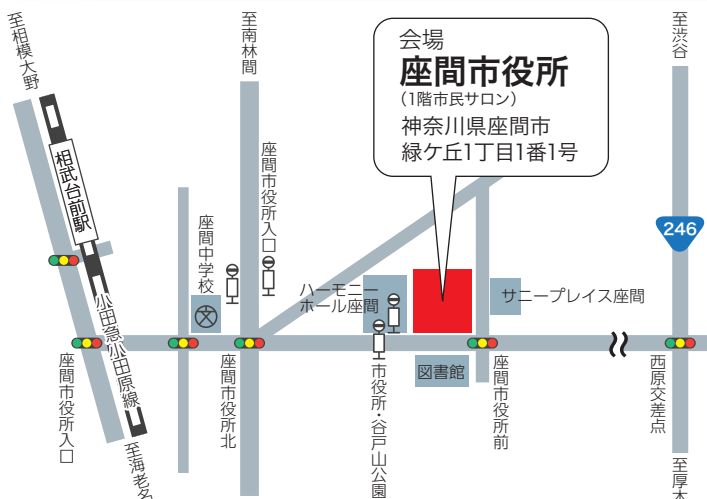 会場
座間市役所
（1階市民サロン）
神奈川県座間市
緑ケ丘1丁目1番1号
至相模大野
至南林間
至渋谷
相武台前駅
小田急小田原線
至海老名
座間市役所入口
座間中学校
文
座間市役所入口
座間市役所北
ハーモニー
ホール座間
市役所・谷戸山公園
図書館
座間市役所前
サニープレイス座間
246
西原交差点
至厚木